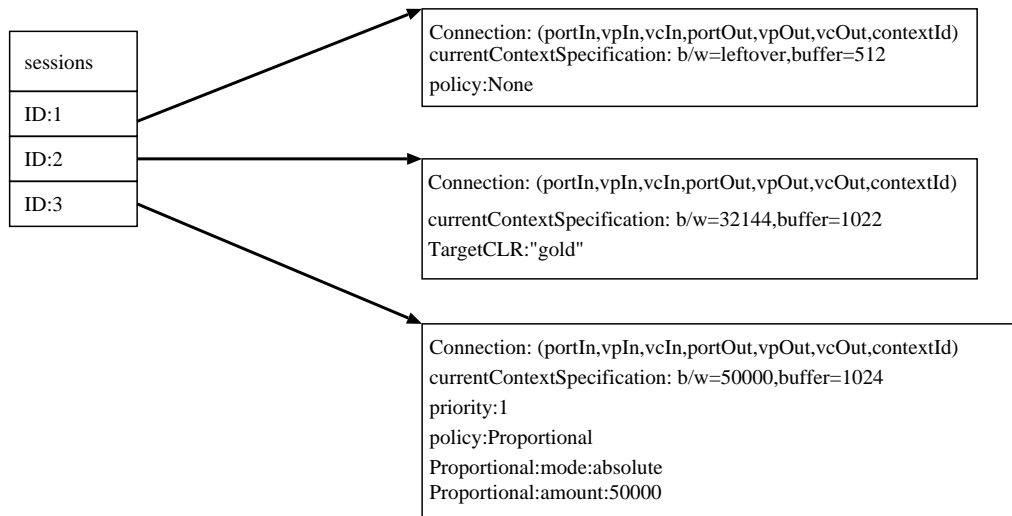 sessions
ID:1
ID:2
ID:3
Connection: (portIn,vpIn,vcIn,portOut,vpOut,vcOut,contextId)
currentContextSpecification: b/w=leftover,buffer=512
policy:None
Connection: (portIn,vpIn,vcIn,portOut,vpOut,vcOut,contextId)
currentContextSpecification: b/w=32144,buffer=1022
TargetCLR:"gold"
Connection: (portIn,vpIn,vcIn,portOut,vpOut,vcOut,contextId)
currentContextSpecification: b/w=50000,buffer=1024
priority:1
policy:Proportional
Proportional:mode:absolute
Proportional:amount:50000